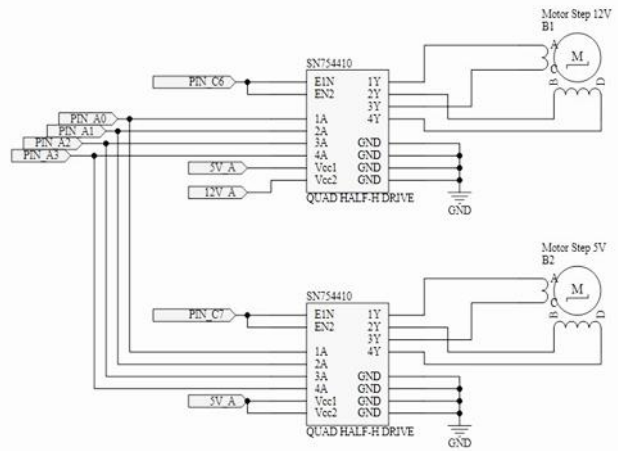 Motor Step 12V
B1
A
C
M
B
D
SN754410
PIN_C6
E1N
EN2
1Y
2Y
3Y
4Y
PIN_A0
PIN_A1
PIN_A2
PIN_A3
1A
2A
3A
4A
GND
GND
GND
GND
5V_A
Vcc1
12V_A
Vcc2
QUAD HALF-H DRIVE
GND
Motor Step 5V
B2
A
C
M
B
D
SN754410
PIN_C7
E1N
EN2
1Y
2Y
3Y
4Y
1A
2A
3A
4A
GND
GND
GND
GND
5V_A
Vcc1
Vcc2
QUAD HALF-H DRIVE
GND